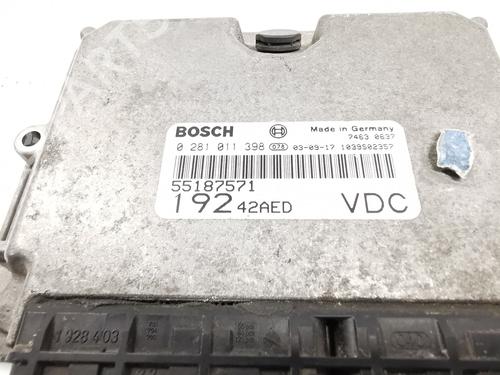 BOSCH Made in Germany
7463 0637
0 281 011 398 078 03-09-17 1039S02357
55187571
192 42AED VDC
1 928 403